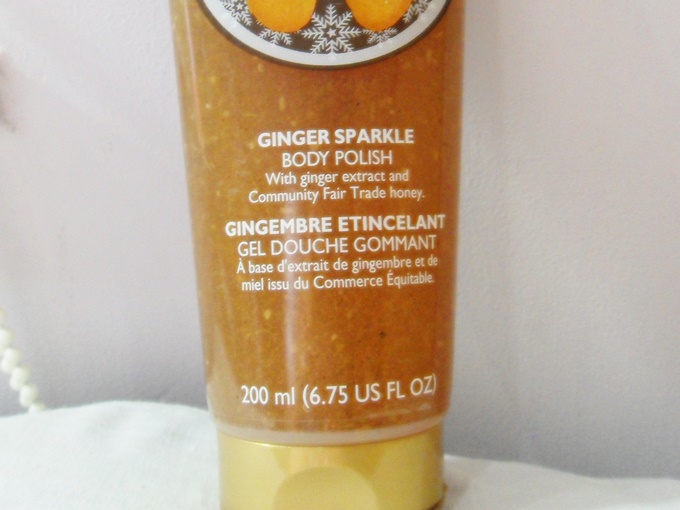 GINGER SPARKLE
BODY POLISH
With ginger extract and
Community Fair Trade honey.
GINGEMBRE ETINCELANT
GEL DOUCHE GOMMANT
À base d'extrait de gingembre et de
miel issu du Commerce Équitable.
200 ml (6.75 US FL OZ)